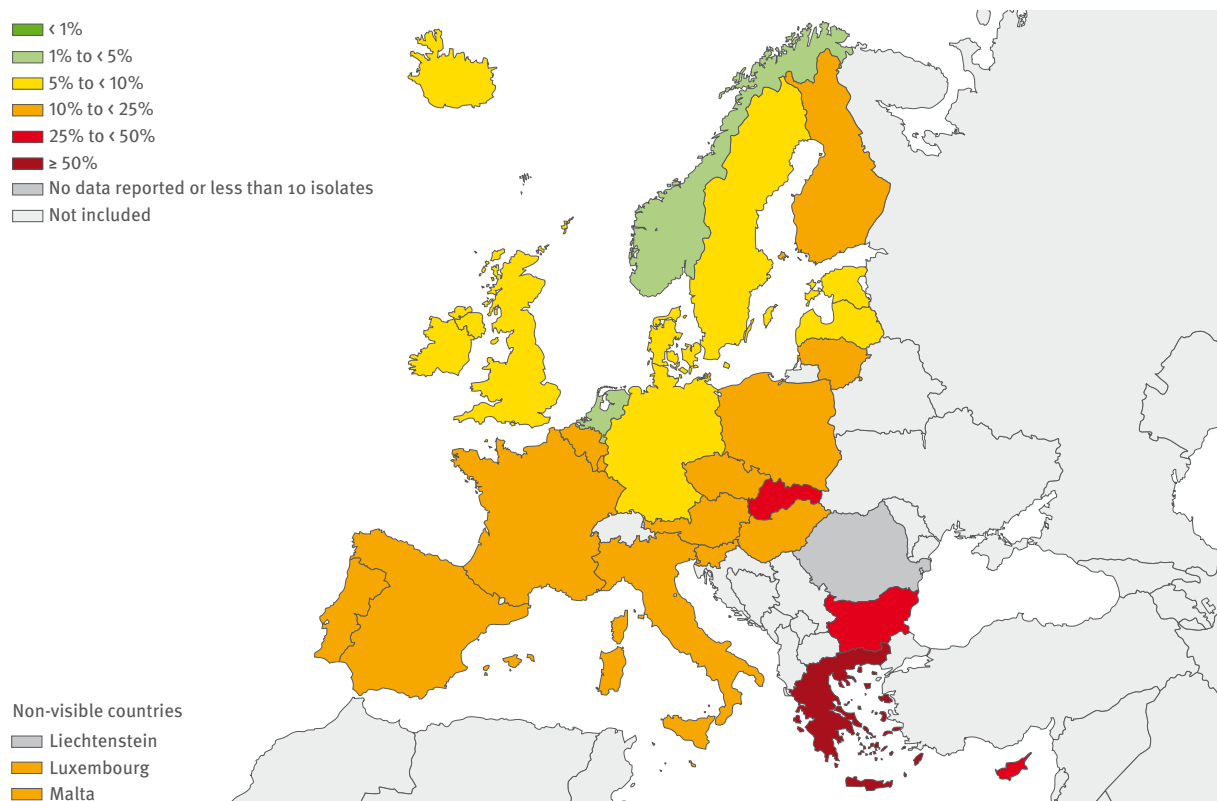 < 1%
1% to < 5%
5% to < 10%
10% to < 25%
25% to < 50%
≥ 50%
No data reported or less than 10 isolates
Not included
Non-visible countries
Liechtenstein
Luxembourg
Malta